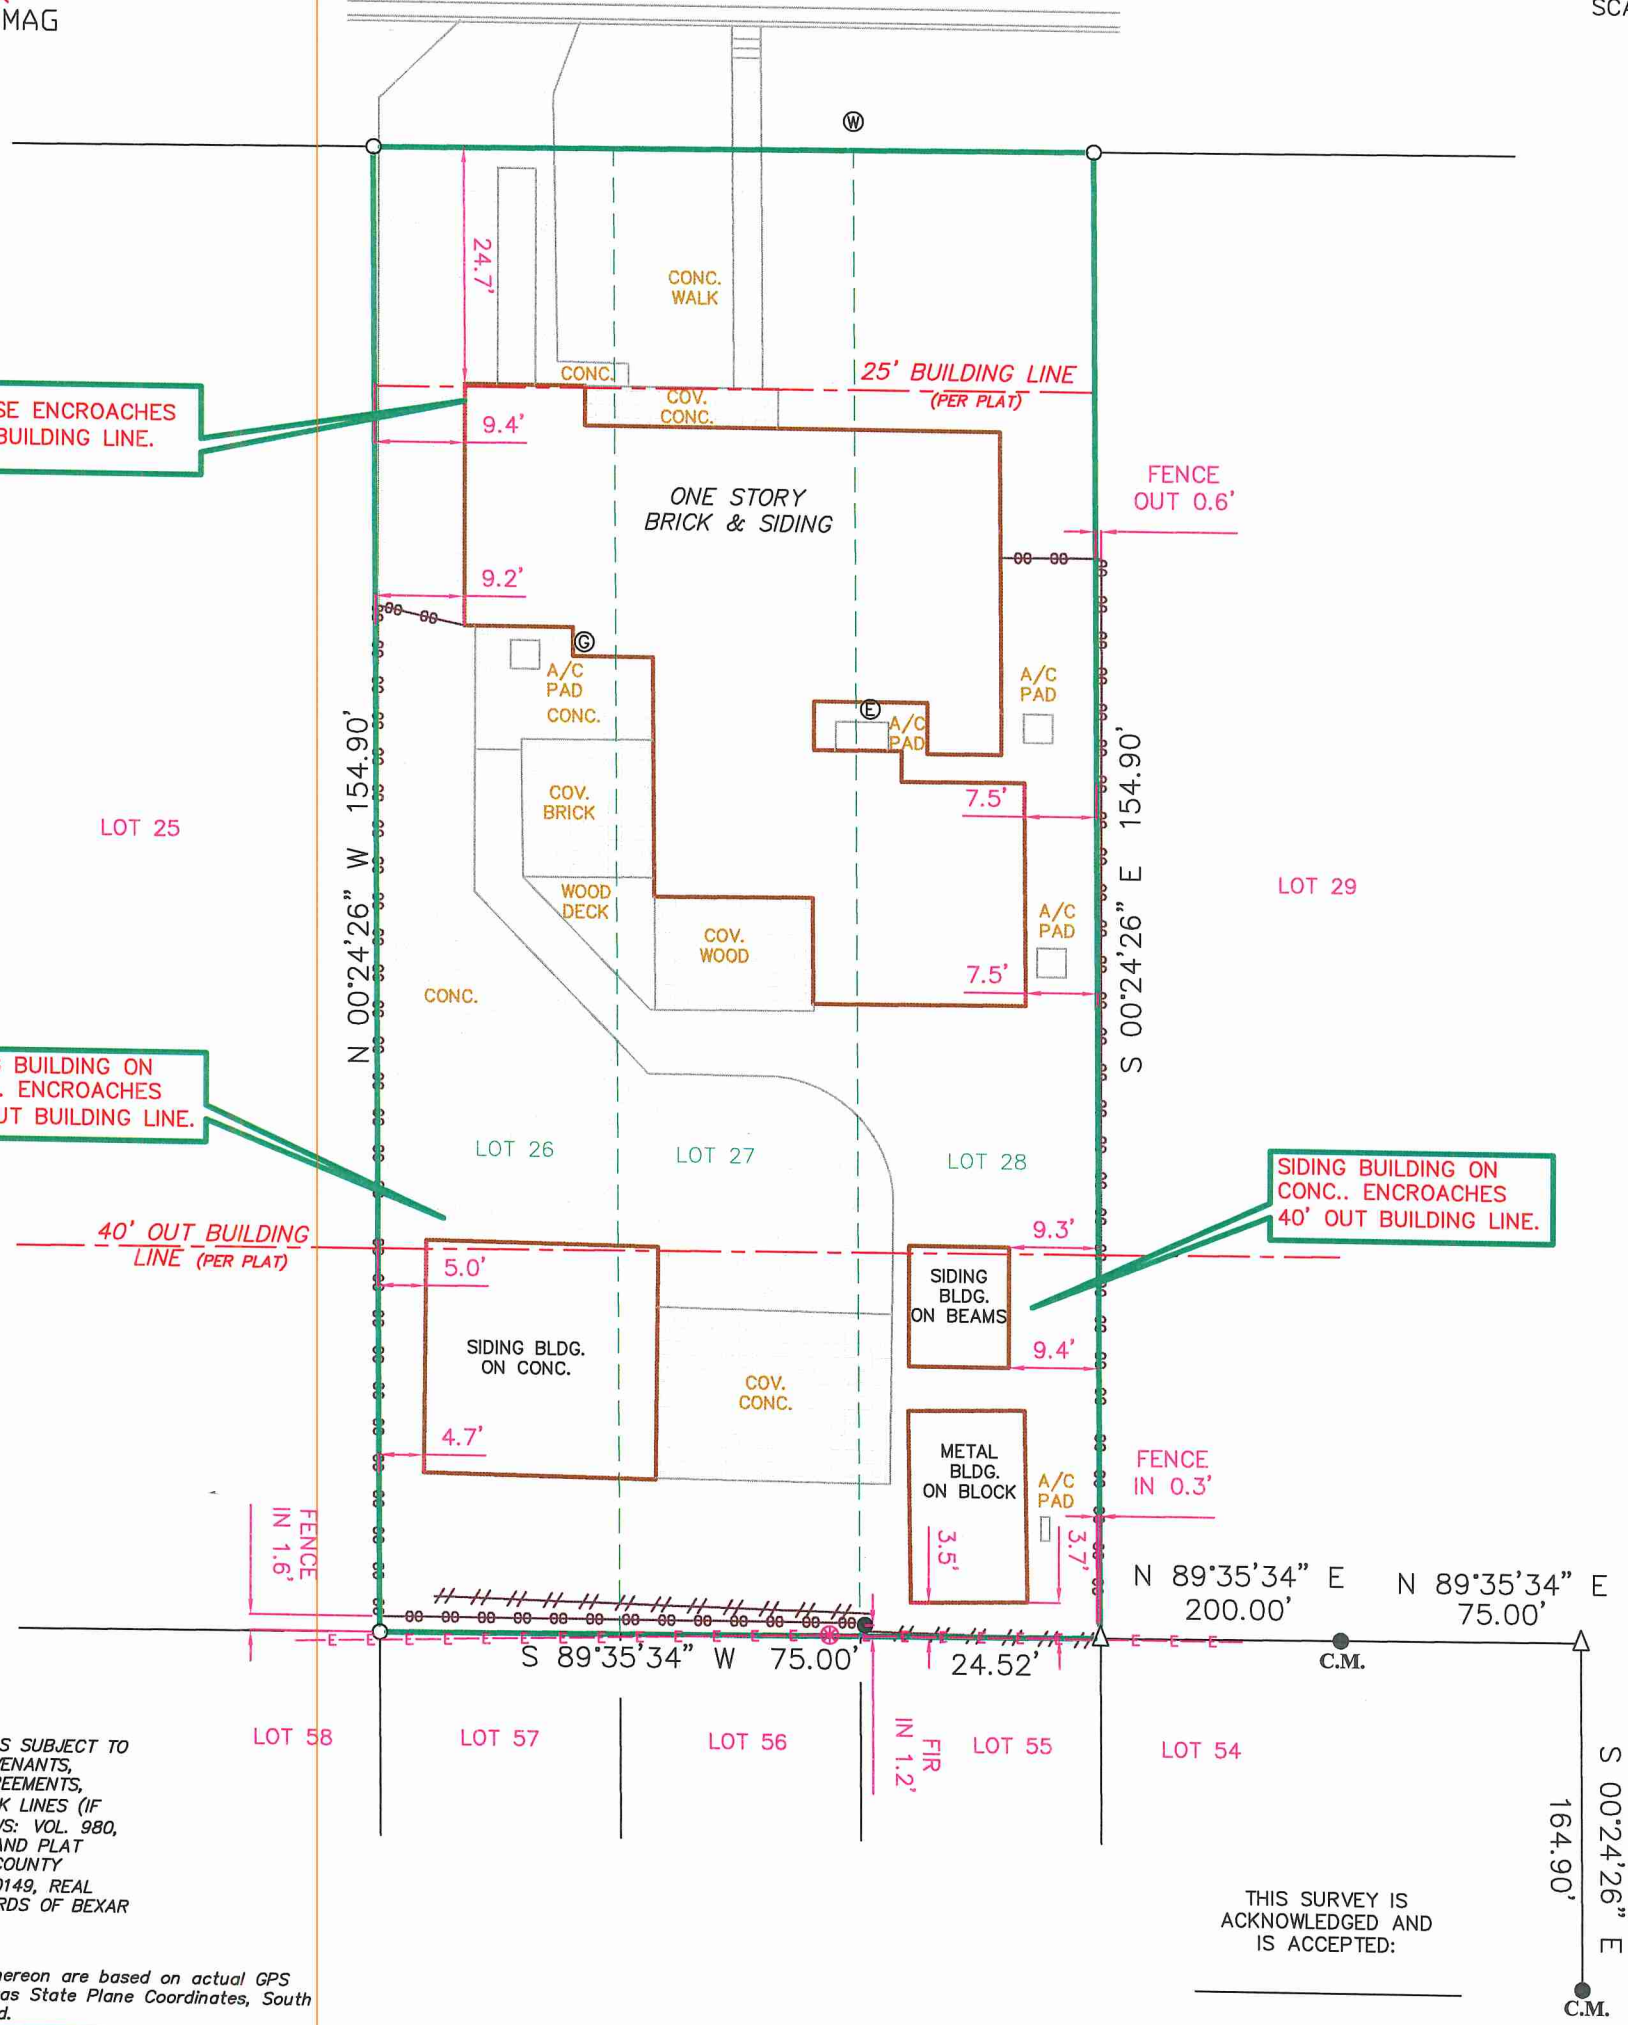 MAG
W
24.7'
CONC.
WALK
CONC.
25' BUILDING LINE
(PER PLAT)
COV.
CONC.
ENCROACHES
BUILDING LINE.
9.4'
FENCE
OUT 0.6'
ONE STORY
BRICK & SIDING
9.2'
G
A/C
PAD
CONC.
E
A/C
PAD
A/C
PAD
N 00°24'26" W 154.90'
S 00°24'26" E 154.90'
COV.
BRICK
7.5'
LOT 25
LOT 29
WOOD
DECK
COV.
WOOD
A/C
PAD
7.5'
CONC.
BUILDING ON
ENCROACHES
BUILDING LINE.
LOT 26
LOT 27
LOT 28
SIDING BUILDING ON
CONC.. ENCROACHES
40' OUT BUILDING LINE.
40' OUT BUILDING
LINE (PER PLAT)
9.3'
5.0'
SIDING
BLDG.
ON BEAMS
SIDING BLDG.
ON CONC.
9.4'
COV.
CONC.
4.7'
METAL
BLDG.
ON BLOCK
A/C
PAD
FENCE
IN 0.3'
FENCE
IN 1.6'
3.5'
3.7'
N 89°35'34" E
200.00'
N 89°35'34" E
75.00'
E E E E E E E E E E E E E E
S 89°35'34" W 75.00'
24.52'
C.M.
LOT 58
LOT 57
LOT 56
FIR
IN 1.2'
LOT 55
LOT 54
S 00°24'26" E
164.90'
SUBJECT TO
LINES (IF
VOL. 980,
AND PLAT
COUNTY
REAL
OF BEXAR
THIS SURVEY IS
ACKNOWLEDGED AND
IS ACCEPTED:
hereon are based on actual GPS
State Plane Coordinates, South
C.M.